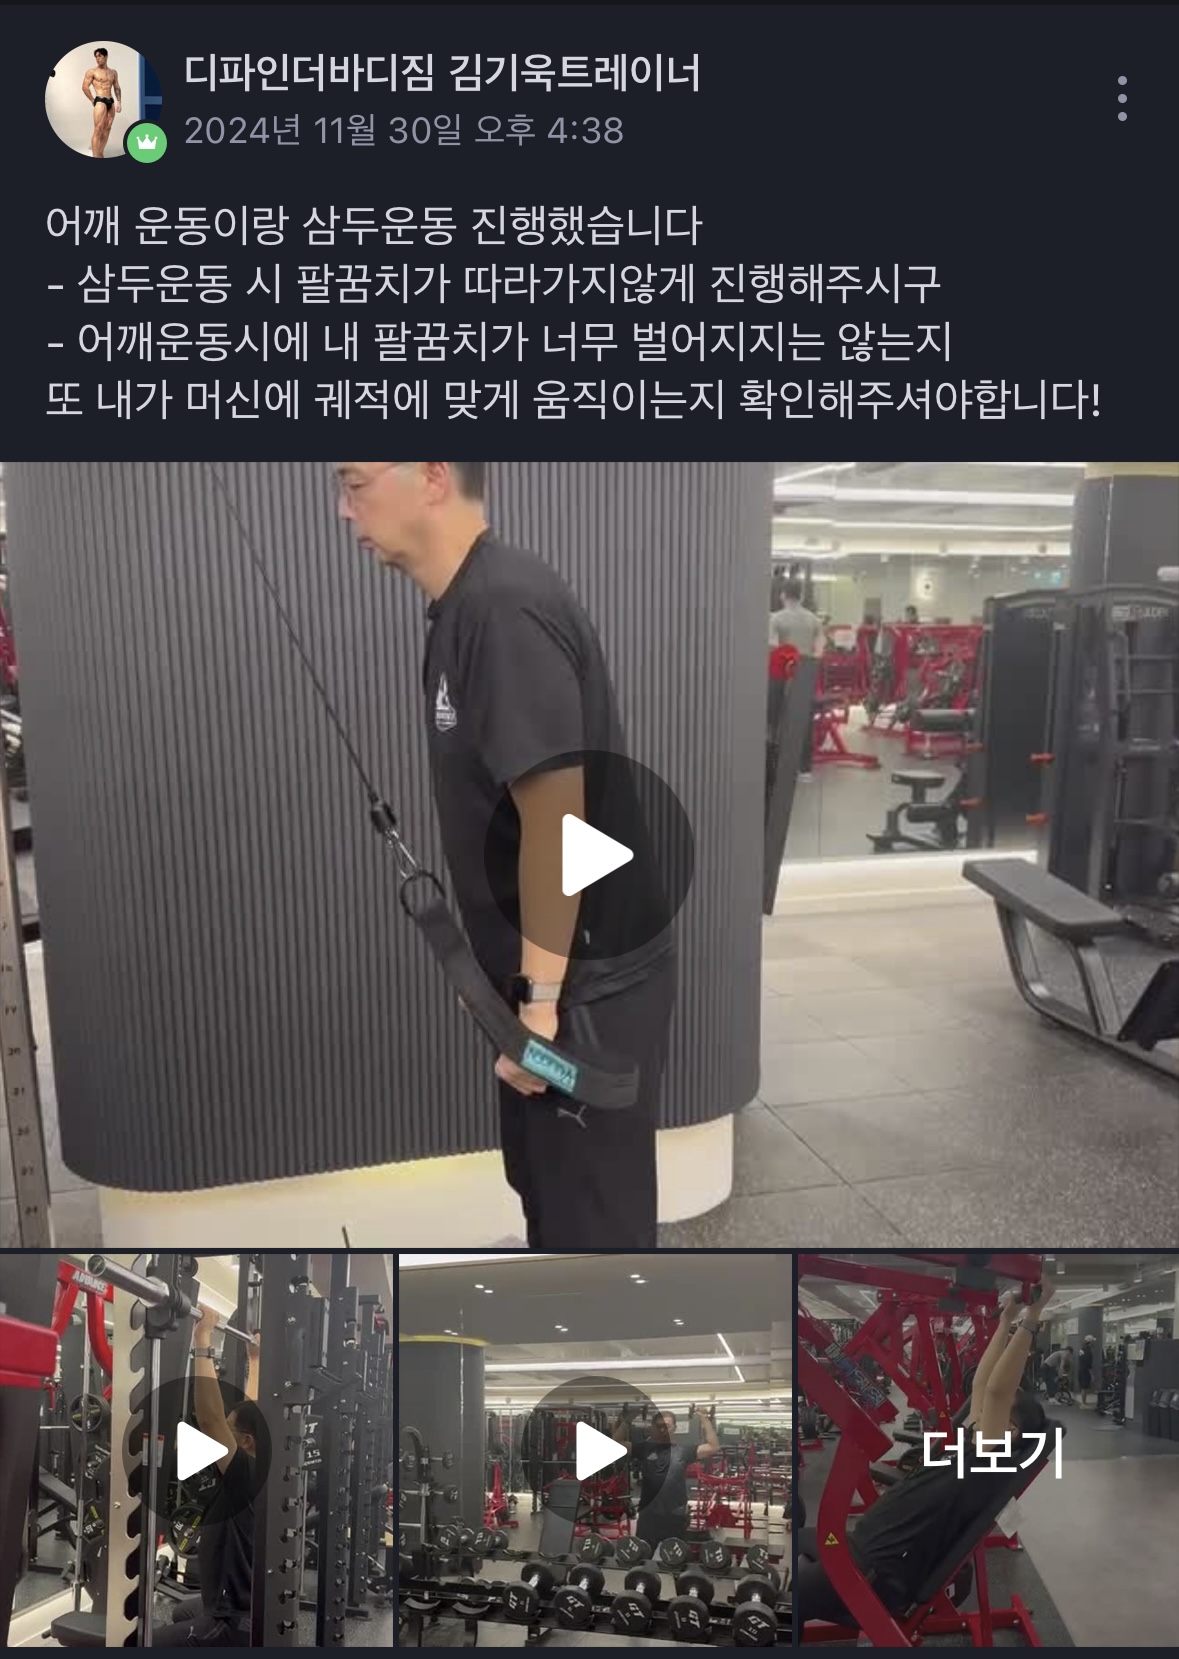 디파인더바디짐 김기욱트레이너
2024년 11월 30일 오후 4:38
어깨 운동이랑 삼두운동 진행했습니다
- 삼두운동 시 팔꿈치가 따라가지않게 진행해주시구
- 어깨운동시에 내 팔꿈치가 너무 벌어지지는 않는지
또 내가 머신에 궤적에 맞게 움직이는지 확인해주셔야합니다!
더보기